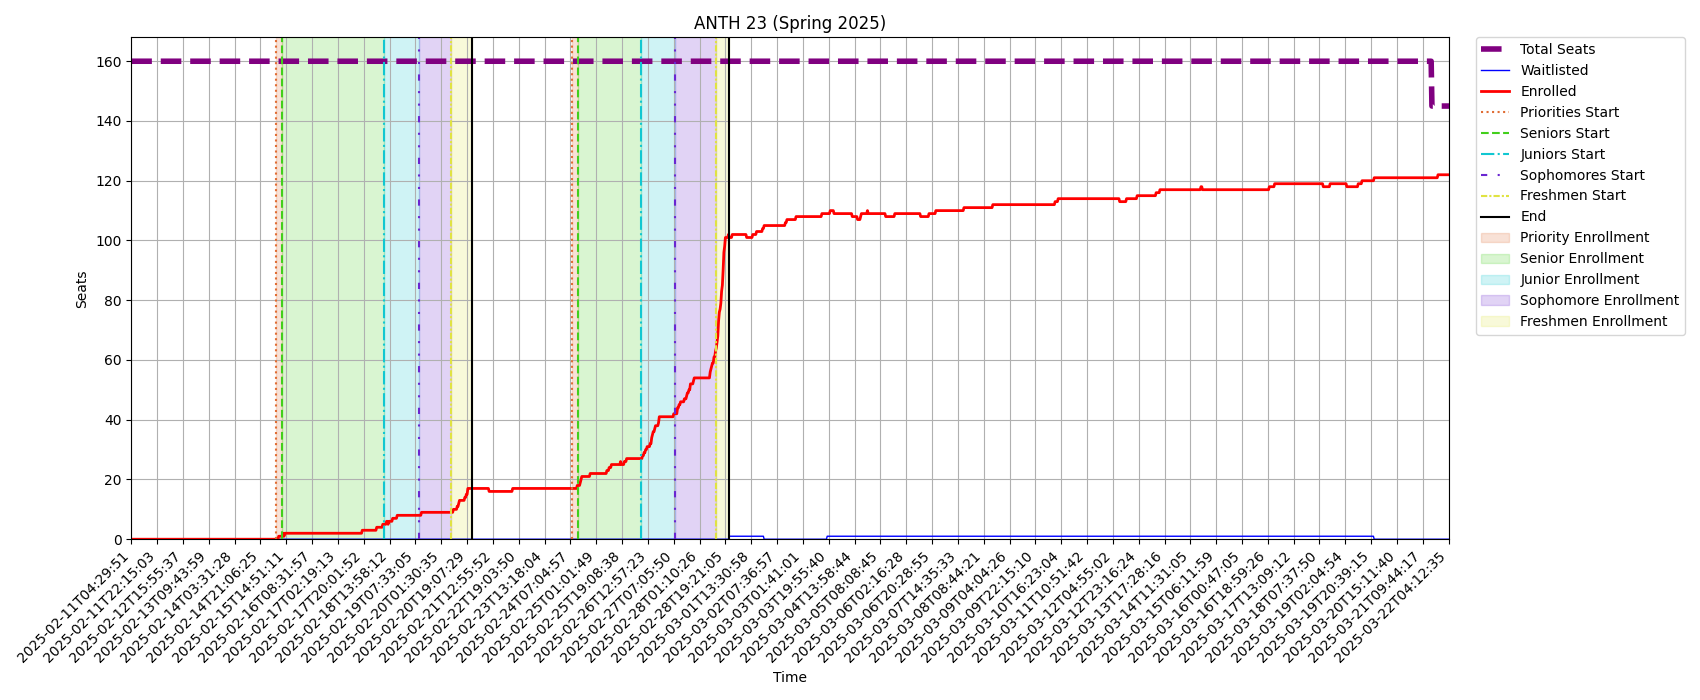 ANTH 23 (Spring 2025)
Seats
160
140
120
100
80
60
40
20
0
2025-02-11T04:29:51
2025-02-11T22:15:03
2025-02-12T15:55:37
2025-02-13T09:43:59
2025-02-14T03:31:28
2025-02-14T21:06:25
2025-02-15T14:51:11
2025-02-16T08:31:57
2025-02-17T02:19:13
2025-02-17T20:01:52
2025-02-18T13:58:12
2025-02-19T07:33:05
2025-02-20T01:30:35
2025-02-20T19:07:29
2025-02-21T12:55:52
2025-02-22T19:03:50
2025-02-23T13:18:04
2025-02-24T07:04:57
2025-02-25T01:01:49
2025-02-25T19:08:38
2025-02-26T12:57:23
2025-02-27T07:05:50
2025-02-28T01:10:26
2025-02-28T19:21:05
2025-03-01T13:30:58
2025-03-02T07:36:57
2025-03-03T01:41:01
2025-03-03T19:55:40
2025-03-04T13:58:44
2025-03-05T08:08:45
2025-03-06T02:16:28
2025-03-06T20:28:55
2025-03-07T14:35:33
2025-03-08T08:44:21
2025-03-09T04:04:26
2025-03-09T22:15:10
2025-03-10T16:23:04
2025-03-11T10:51:42
2025-03-12T04:55:02
2025-03-12T23:16:24
2025-03-13T17:28:16
2025-03-14T11:31:05
2025-03-15T06:11:59
2025-03-16T00:47:05
2025-03-16T18:59:26
2025-03-17T13:09:12
2025-03-18T07:37:50
2025-03-19T02:04:54
2025-03-19T20:39:15
2025-03-20T15:11:40
2025-03-21T09:44:17
2025-03-22T04:12:35
Time
Total Seats
Waitlisted
Enrolled
Priorities Start
Seniors Start
Juniors Start
Sophomores Start
Freshmen Start
End
Priority Enrollment
Senior Enrollment
Junior Enrollment
Sophomore Enrollment
Freshmen Enrollment